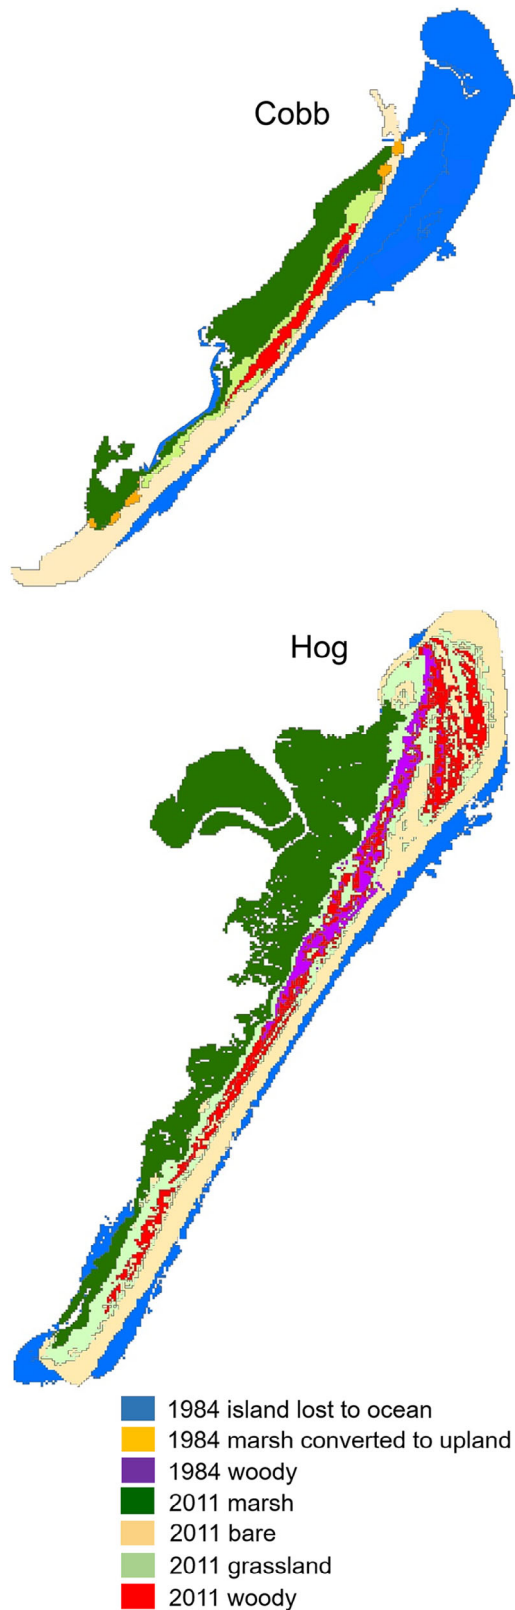 Cobb
Hog
1984 island lost to ocean
1984 marsh converted to upland
1984 woody
2011 marsh
2011 bare
2011 grassland
2011 woody